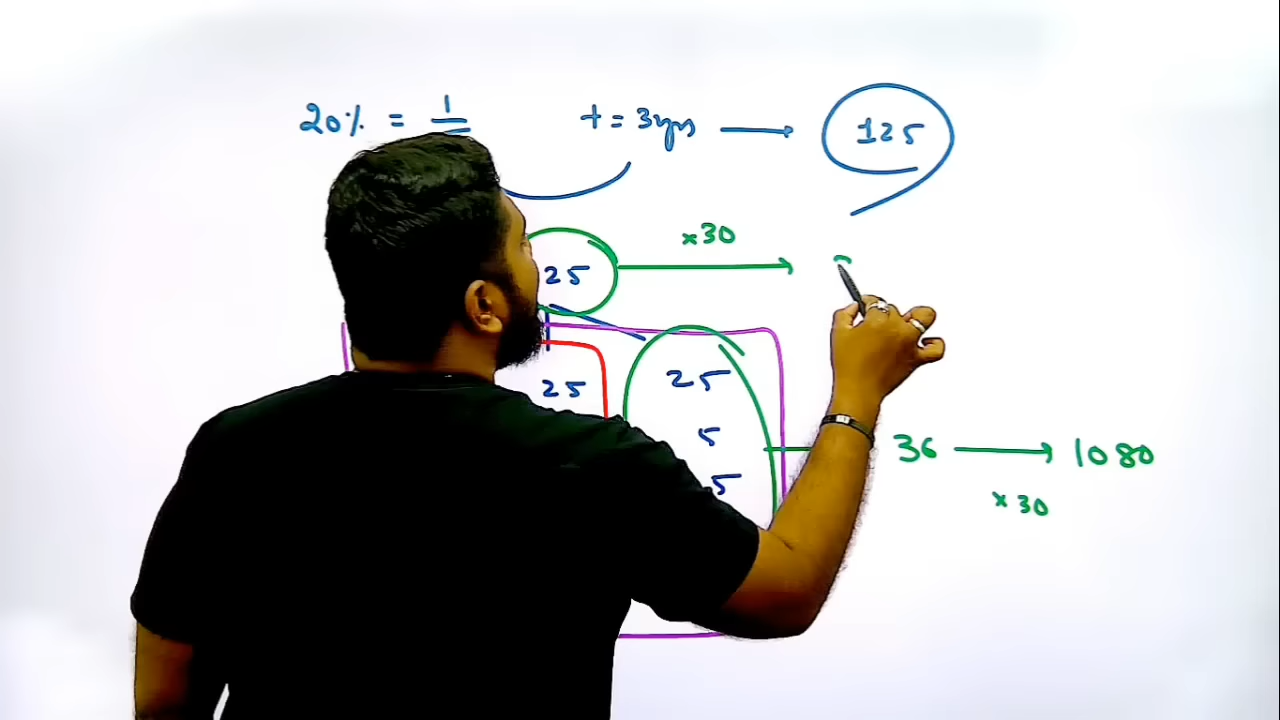 20% = 1
t = 3yrs → 125
25 ×30 →
25 25
5
5
36 → 1080
×30